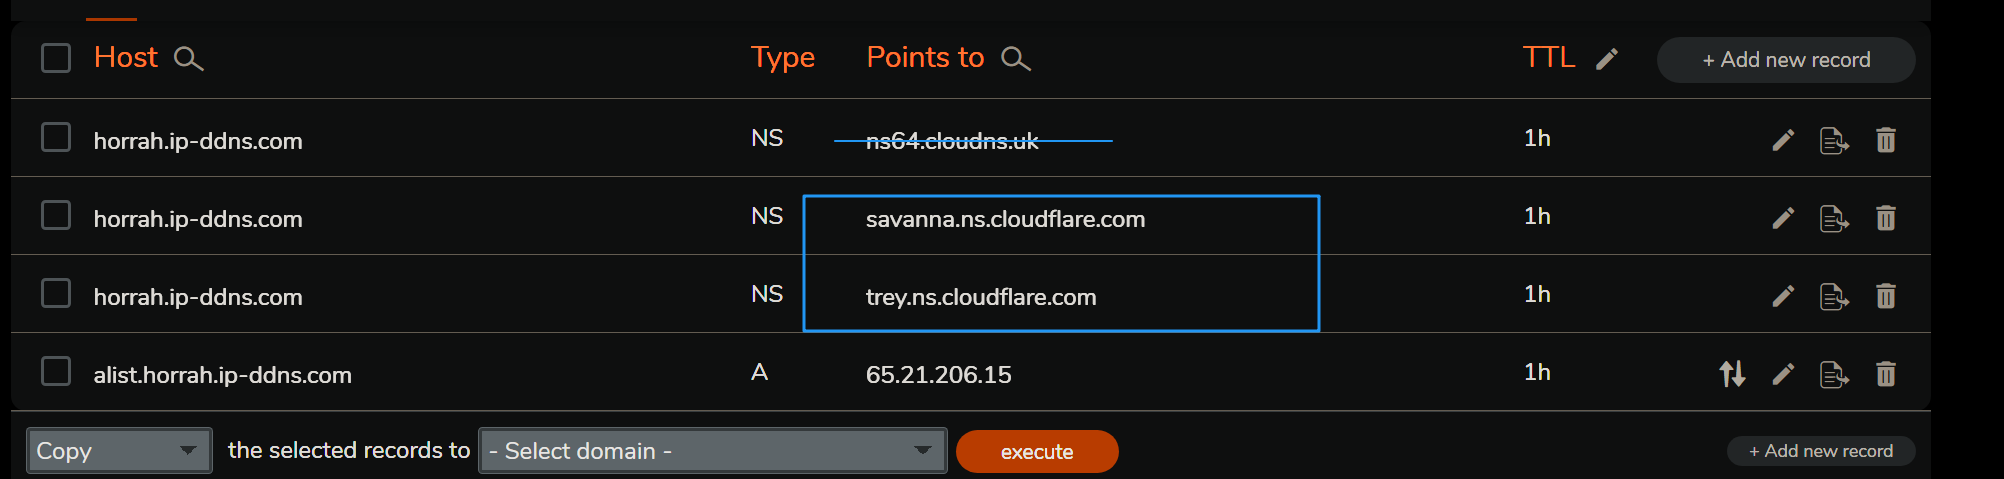 Host Type Points to TTL + Add new record
horrah.ip-ddns.com NS ns64.cloudns.uk 1h
horrah.ip-ddns.com NS savanna.ns.cloudflare.com 1h
horrah.ip-ddns.com NS trey.ns.cloudflare.com 1h
alist.horrah.ip-ddns.com A 65.21.206.15 1h
Copy the selected records to - Select domain - execute + Add new record